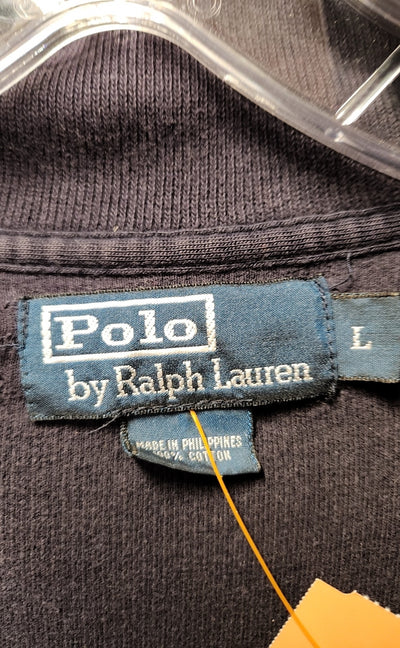 Polo
by Ralph Lauren
L
MADE IN PHILIPPINES
100% COTTON